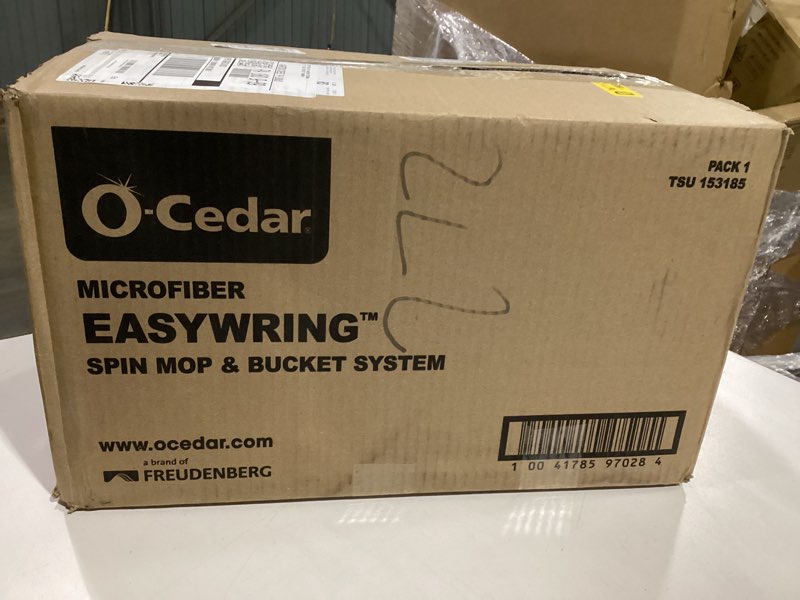 PACK 1
TSU 153185
O-Cedar®
MICROFIBER
EASYWRING™
SPIN MOP & BUCKET SYSTEM
www.ocedar.com
a brand of
FREUDENBERG
1 00 41785 97028 4